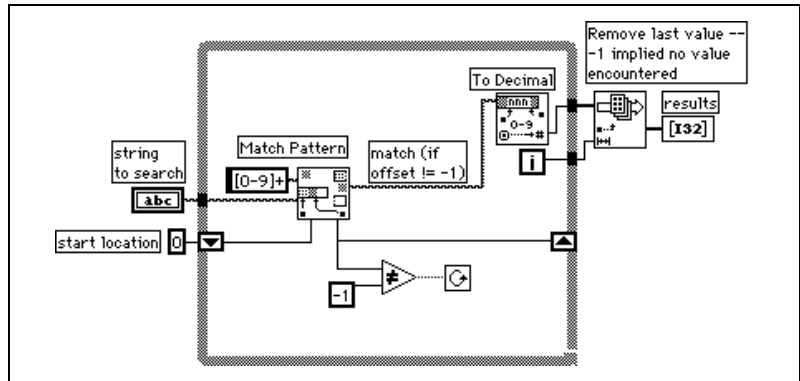 Remove last value --
-1 implied no value
encountered
To Decimal
nnn
0-9
#
results
[I32]
i
string
to search
Match Pattern
match (if
offset != -1)
[0-9]+
abc
start location
0
≠
-1